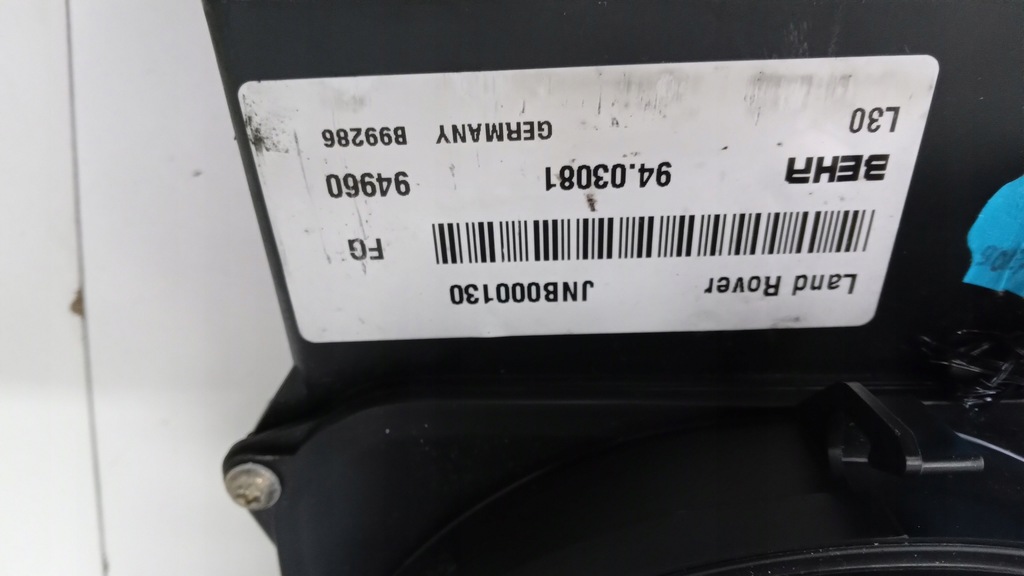 Land Rover JNB000130
FG
BEHR 94.03081 94960
L30 GERMANY B99286